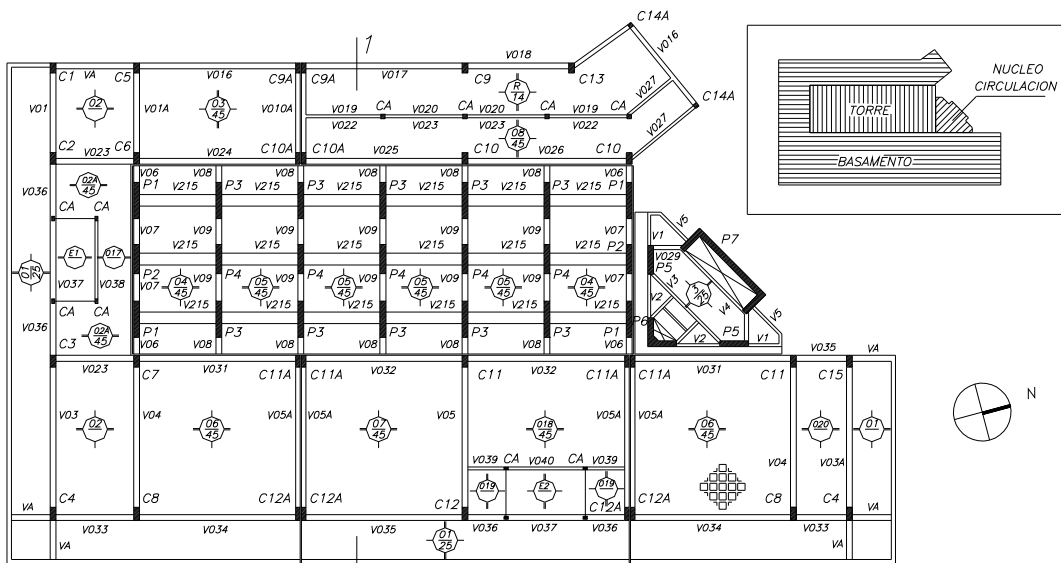 C14A
1
V018
V016
C1 VA C5 V016 C9A C9A V017 C9 C13
NUCLEO
CIRCULACION
V01 02 V01A 03 45 V010A R 14 V027 C14A
TORRE
V019 CA V020 CA V020 CA V019 CA
V022 V023 V023 V022 V027
08 45
C2 C6 C10A C10A C10 C10
V023 V024 V025 V026
BASAMENTO
V06 V08 V08 V08 V08 V06
V036 02A 45 P1 V215 P3 V215 P3 V215 P3 V215 P3 V215 P3 V215 P1
CA CA
V5
V07 V09 V09 V09 V09 V07 V1 P7
V215 V215 V215 V215 V215 V215 P2
01 25 E1 017 V029
P2 P4 P4 P4 P4 P4 P5
V037 V038 V07 04 45 V09 05 45 V09 05 45 V09 05 45 V09 05 45 V09 04 45 V07 V3 3 25 V4
CA CA V215 V215 V215 V215 V215 V215 V2 V5
V036 02A 45 P6
C3 P1 P3 P3 P3 P3 P3 P1 P5
V06 V08 V08 V08 V08 V06 V2 V1
V035 VA
V023 C7 V031 C11A C11A V032 C11 V032 C11A C11A V031 C11 C15
N
V03 02 V04 06 45 V05A V05A 07 45 V05 018 45 V05A V05A 06 45 V04 020 V03A 01
V039 CA V040 CA V039
019 E2 019
C4 C8 C12A C12A C12 C12A C12A C8 C4
VA VA
V033 V034 V035 V036 V037 V036 V034 V033
01 25
VA VA